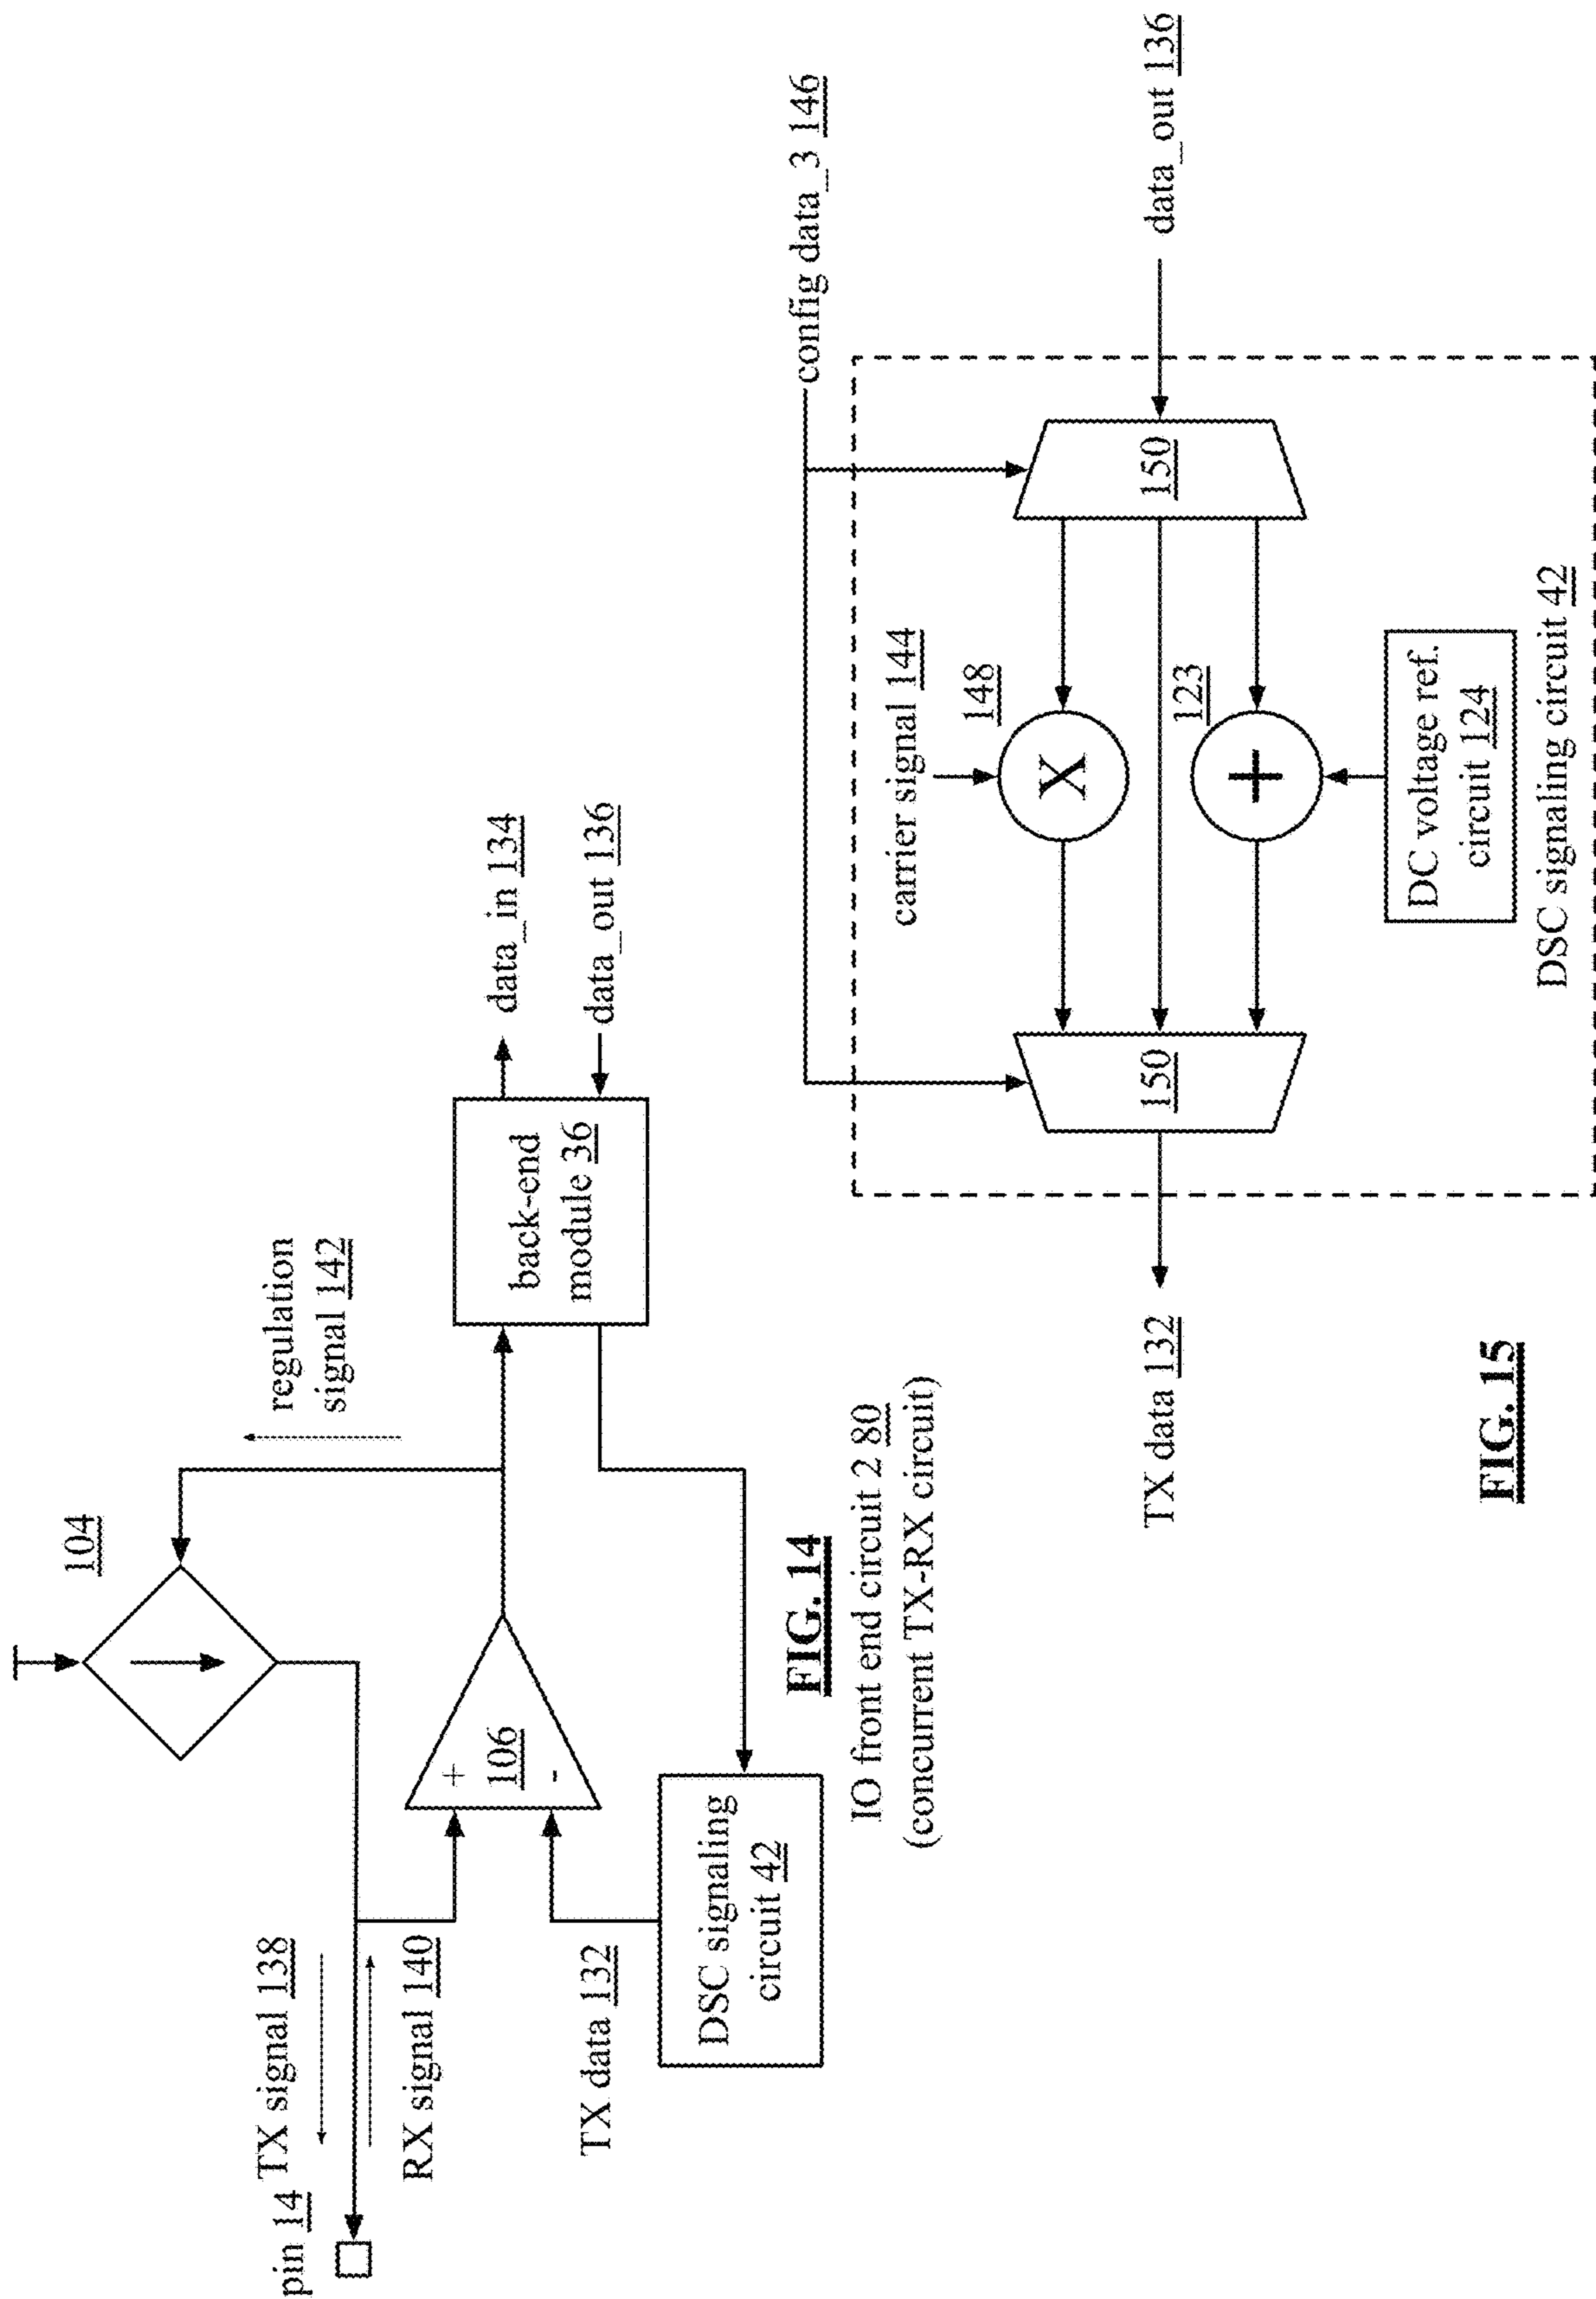 104
regulation
signal 142
pin 14
TX signal 138
RX signal 140
+
106
-
back-end
module 36
data_in 134
data_out 136
TX data 132
DSC signaling
circuit 42
FIG. 14
IO front end circuit 2 80
(concurrent TX-RX circuit)
config data_3 146
carrier signal 144
148
X
150
150
TX data 132
data_out 136
123
+
DC voltage ref.
circuit 124
DSC signaling circuit 42
FIG. 15